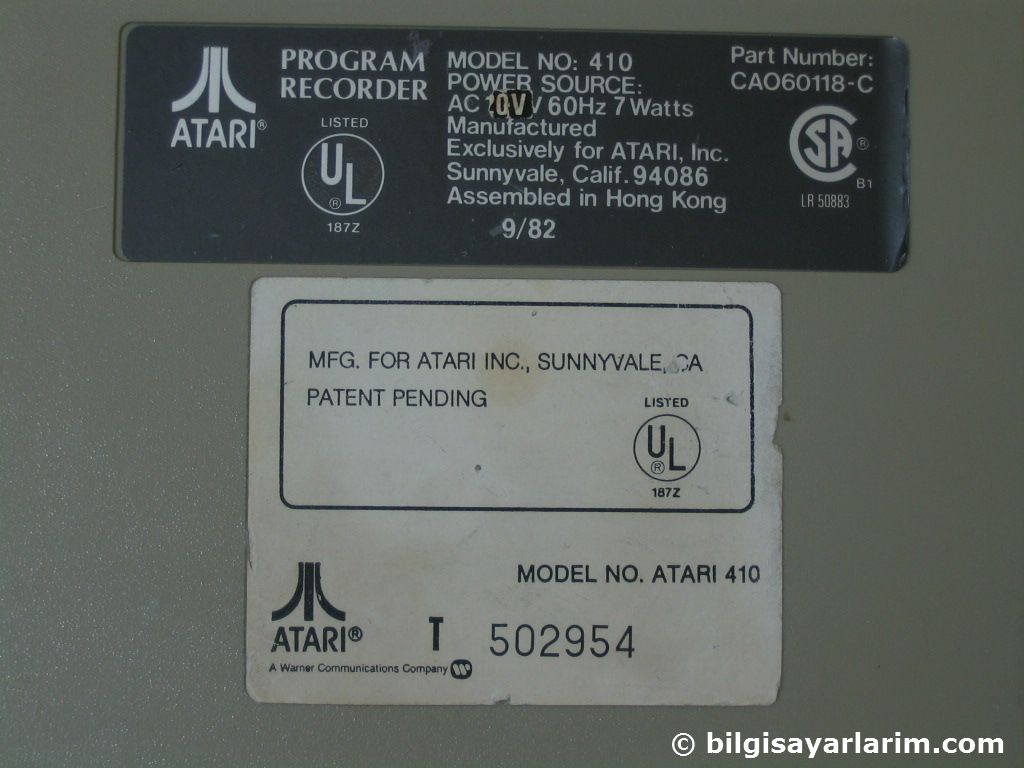 PROGRAM
RECORDER
ATARI®
LISTED
UL
®
187Z
MODEL NO: 410
POWER SOURCE:
AC 10V 60Hz 7 Watts
Manufactured
Exclusively for ATARI, Inc.
Sunnyvale, Calif. 94086
Assembled in Hong Kong
9/82
Part Number:
CAO60118-C
SA ®
B1
LR 50883
MFG. FOR ATARI INC., SUNNYVALE, CA
PATENT PENDING
LISTED
UL
®
187Z
MODEL NO. ATARI 410
ATARI®
T 502954
A Warner Communications Company
© bilgisayarlarim.com